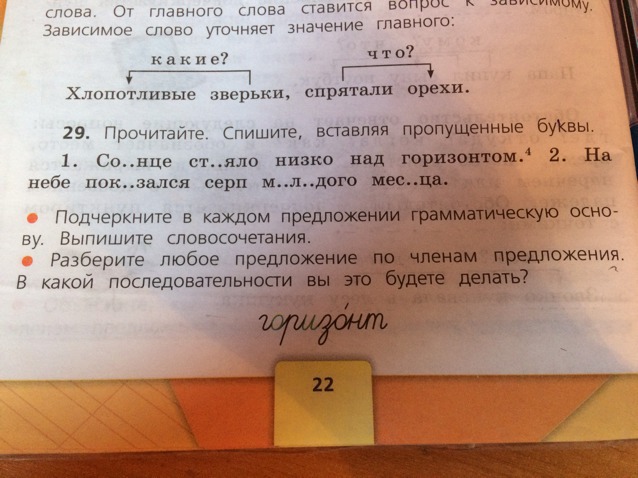 слова. От главного слова ставится вопрос к зависимому.
Зависимое слово уточняет значение главного:
какие? что?
Хлопотливые зверьки, спрятали орехи.
29. Прочитайте. Спишите, вставляя пропущенные буквы.
1. Со..нце ст..яло низко над горизонтом.⁴ 2. На
небе пок..зался серп м..л..дого мес..ца.
● Подчеркните в каждом предложении грамматическую осно-
ву. Выпишите словосочетания.
● Разберите любое предложение по членам предложения.
В какой последовательности вы это будете делать?
горизо́нт
22